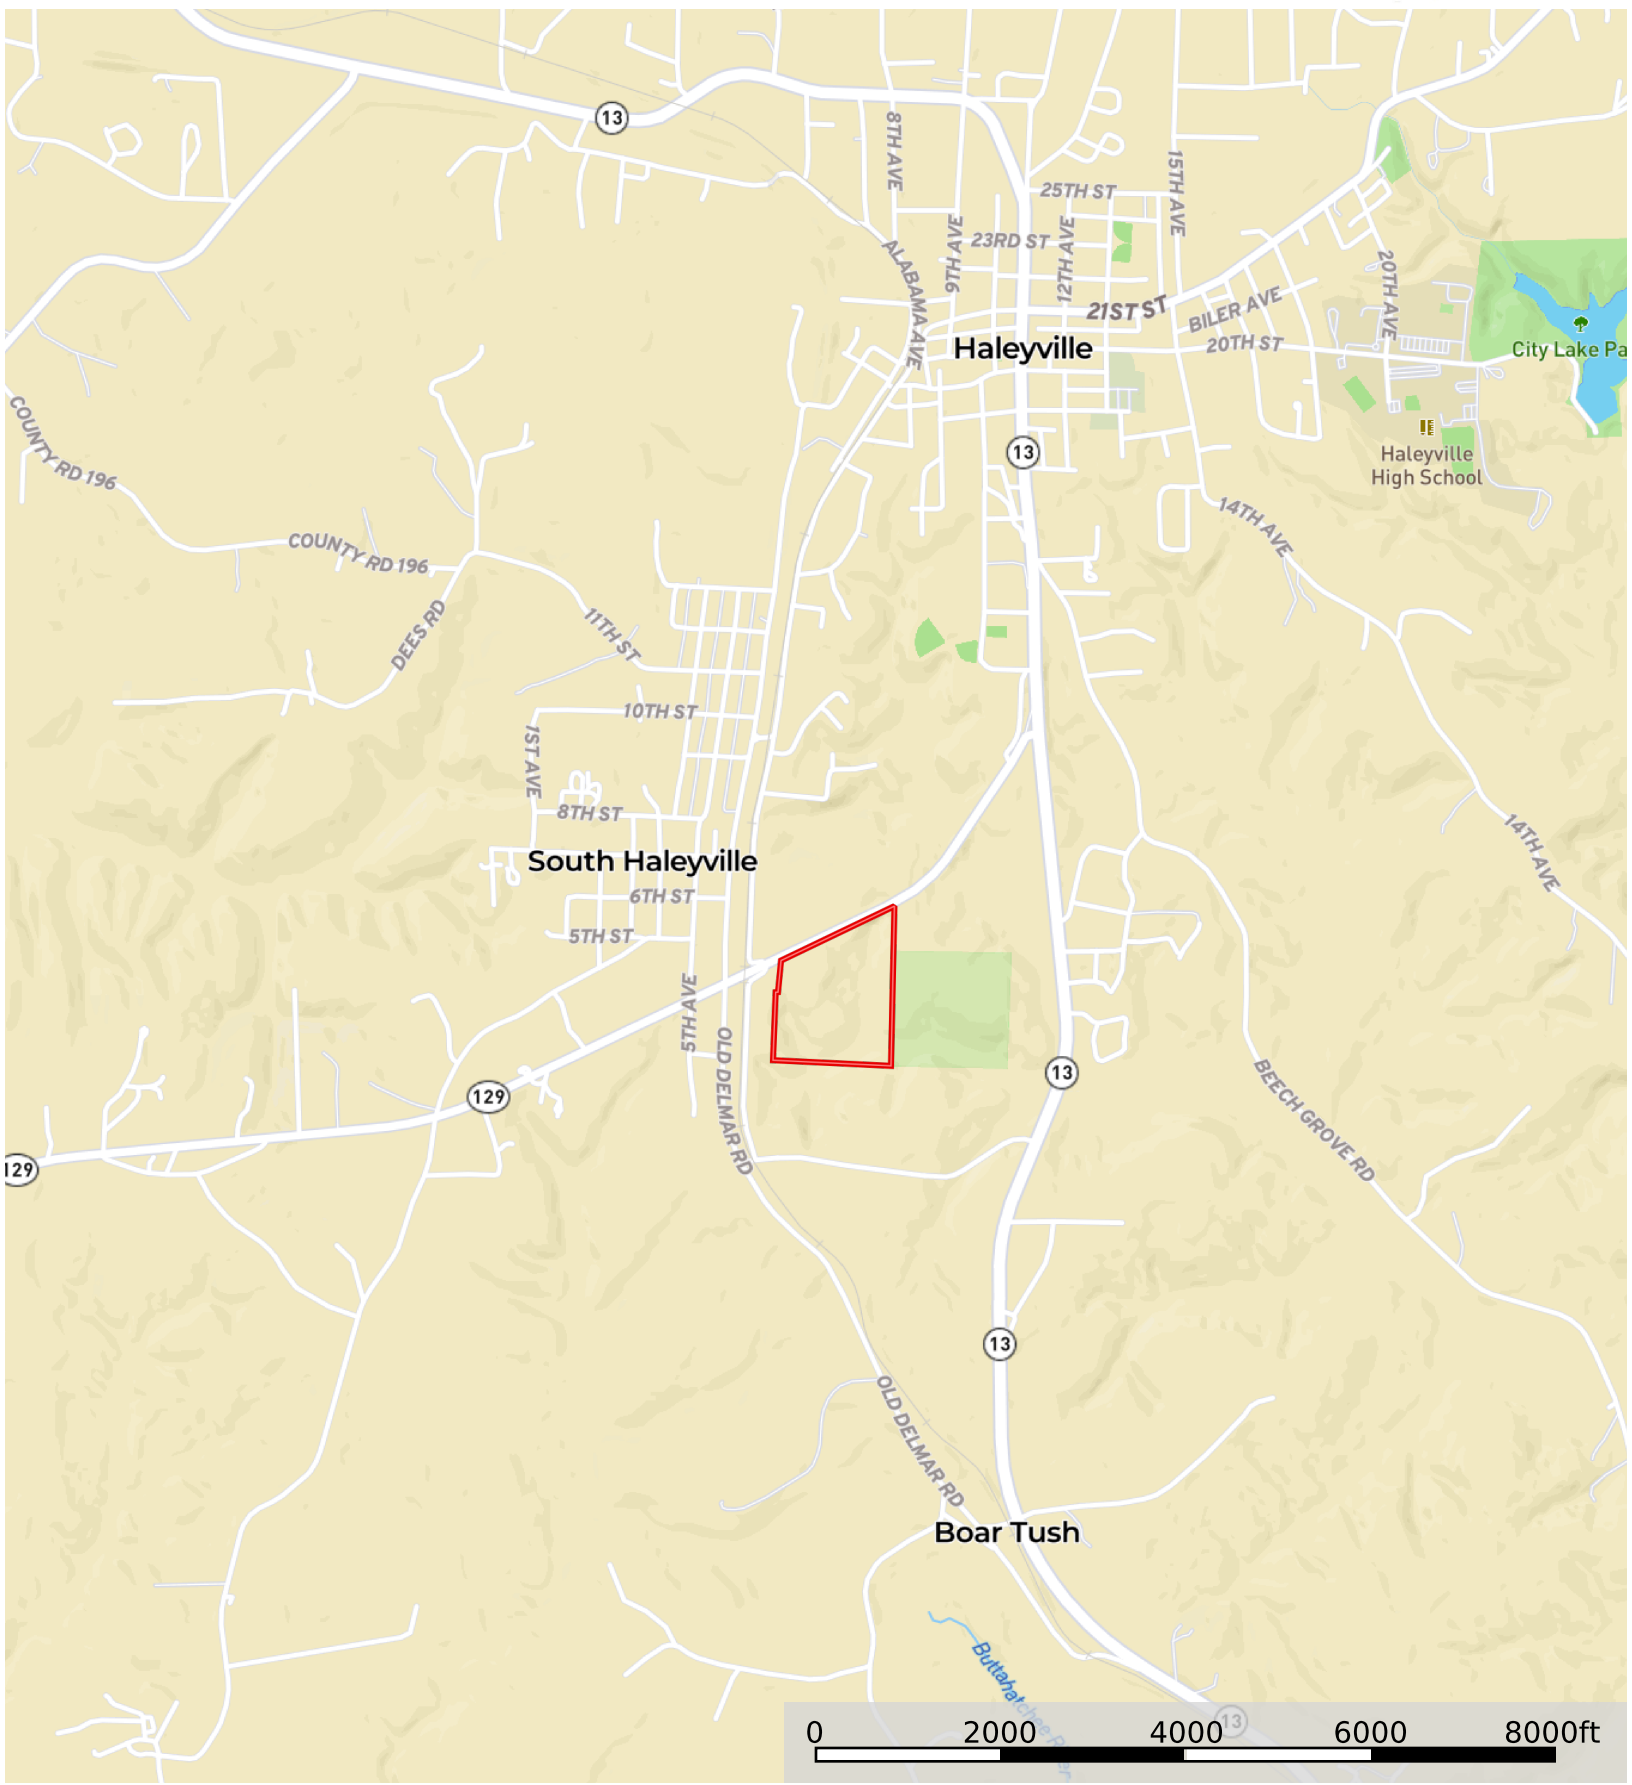 13
8TH AVE
25TH ST
15TH AVE
9TH AVE
23RD ST
12TH AVE
ALABAMA AVE
20TH AVE
21ST ST
BILER AVE
Haleyville
20TH ST
City Lake Pa
COUNTY RD 196
13
Haleyville
High School
14TH AVE
COUNTY RD 196
DEES RD
11TH ST
10TH ST
1ST AVE
8TH ST
14TH AVE
South Haleyville
6TH ST
5TH ST
5TH AVE
OLD DELMAR RD
129
13
BEECH GROVE RD
129
13
OLD DELMAR RD
Boar Tush
Buttahatchee River
13
0 2000 4000 6000 8000ft